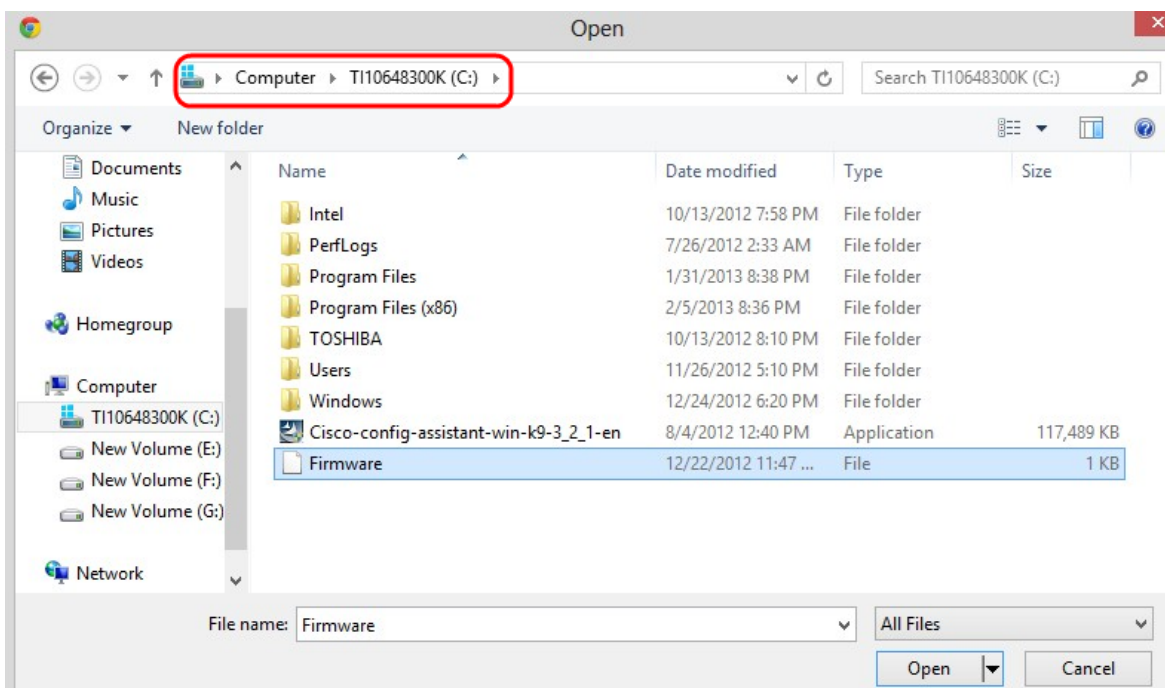 Open
Computer TI10648300K (C:)
Search TI10648300K (C:)
Organize New folder
Documents
Music
Pictures
Videos
Homegroup
Computer
TI10648300K (C:)
New Volume (E:)
New Volume (F:)
New Volume (G:)
Network
Name Date modified Type Size
Intel 10/13/2012 7:58 PM File folder
PerfLogs 7/26/2012 2:33 AM File folder
Program Files 1/31/2013 8:38 PM File folder
Program Files (x86) 2/5/2013 8:36 PM File folder
TOSHIBA 10/13/2012 8:10 PM File folder
Users 11/26/2012 5:10 PM File folder
Windows 12/24/2012 6:20 PM File folder
Cisco-config-assistant-win-k9-3_2_1-en 8/4/2012 12:40 PM Application 117,489 KB
Firmware 12/22/2012 11:47 ... File 1 KB
File name: Firmware All Files
Open Cancel